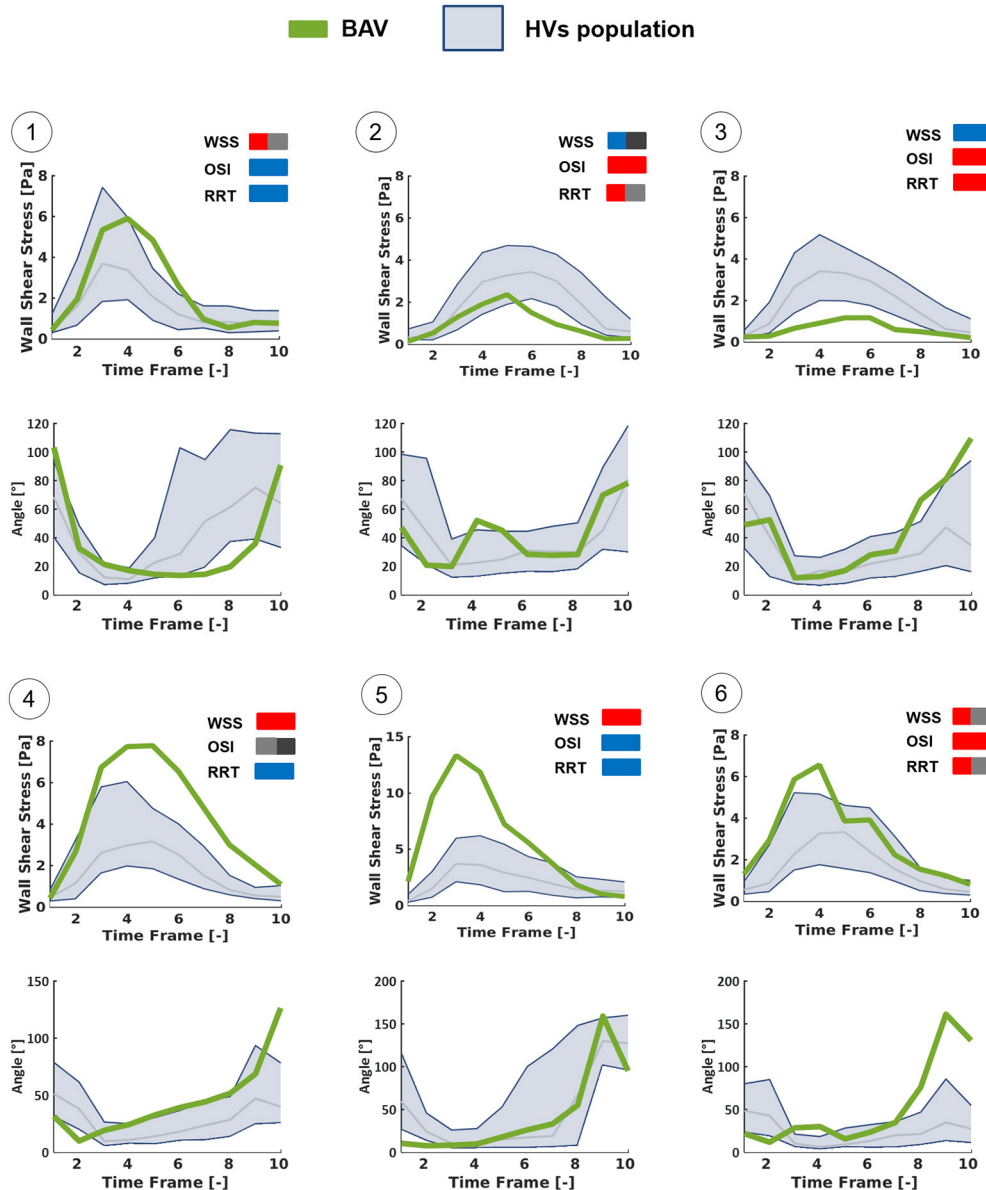 BAV HVs population
1 2 3
WSS WSS WSS
OSI OSI OSI
RRT RRT RRT
Wall Shear Stress [Pa] Wall Shear Stress [Pa] Wall Shear Stress [Pa]
8 8 8
6 6 6
4 4 4
2 2 2
0 0 0
2 4 6 8 10 2 4 6 8 10 2 4 6 8 10
Time Frame [-] Time Frame [-] Time Frame [-]
Angle [°] Angle [°] Angle [°]
120 120 120
100 100 100
80 80 80
60 60 60
40 40 40
20 20 20
0 0 0
2 4 6 8 10 2 4 6 8 10 2 4 6 8 10
Time Frame [-] Time Frame [-] Time Frame [-]
4 5 6
WSS WSS WSS
OSI OSI OSI
RRT RRT RRT
Wall Shear Stress [Pa] Wall Shear Stress [Pa] Wall Shear Stress [Pa]
8 15 8
6 10 6
4 5 4
2 0 2
0 0
2 4 6 8 10 2 4 6 8 10 2 4 6 8 10
Time Frame [-] Time Frame [-] Time Frame [-]
Angle [°] Angle [°] Angle [°]
150 200 200
100 150 150
50 100 100
0 50 50
0 0
2 4 6 8 10 2 4 6 8 10 2 4 6 8 10
Time Frame [-] Time Frame [-] Time Frame [-]